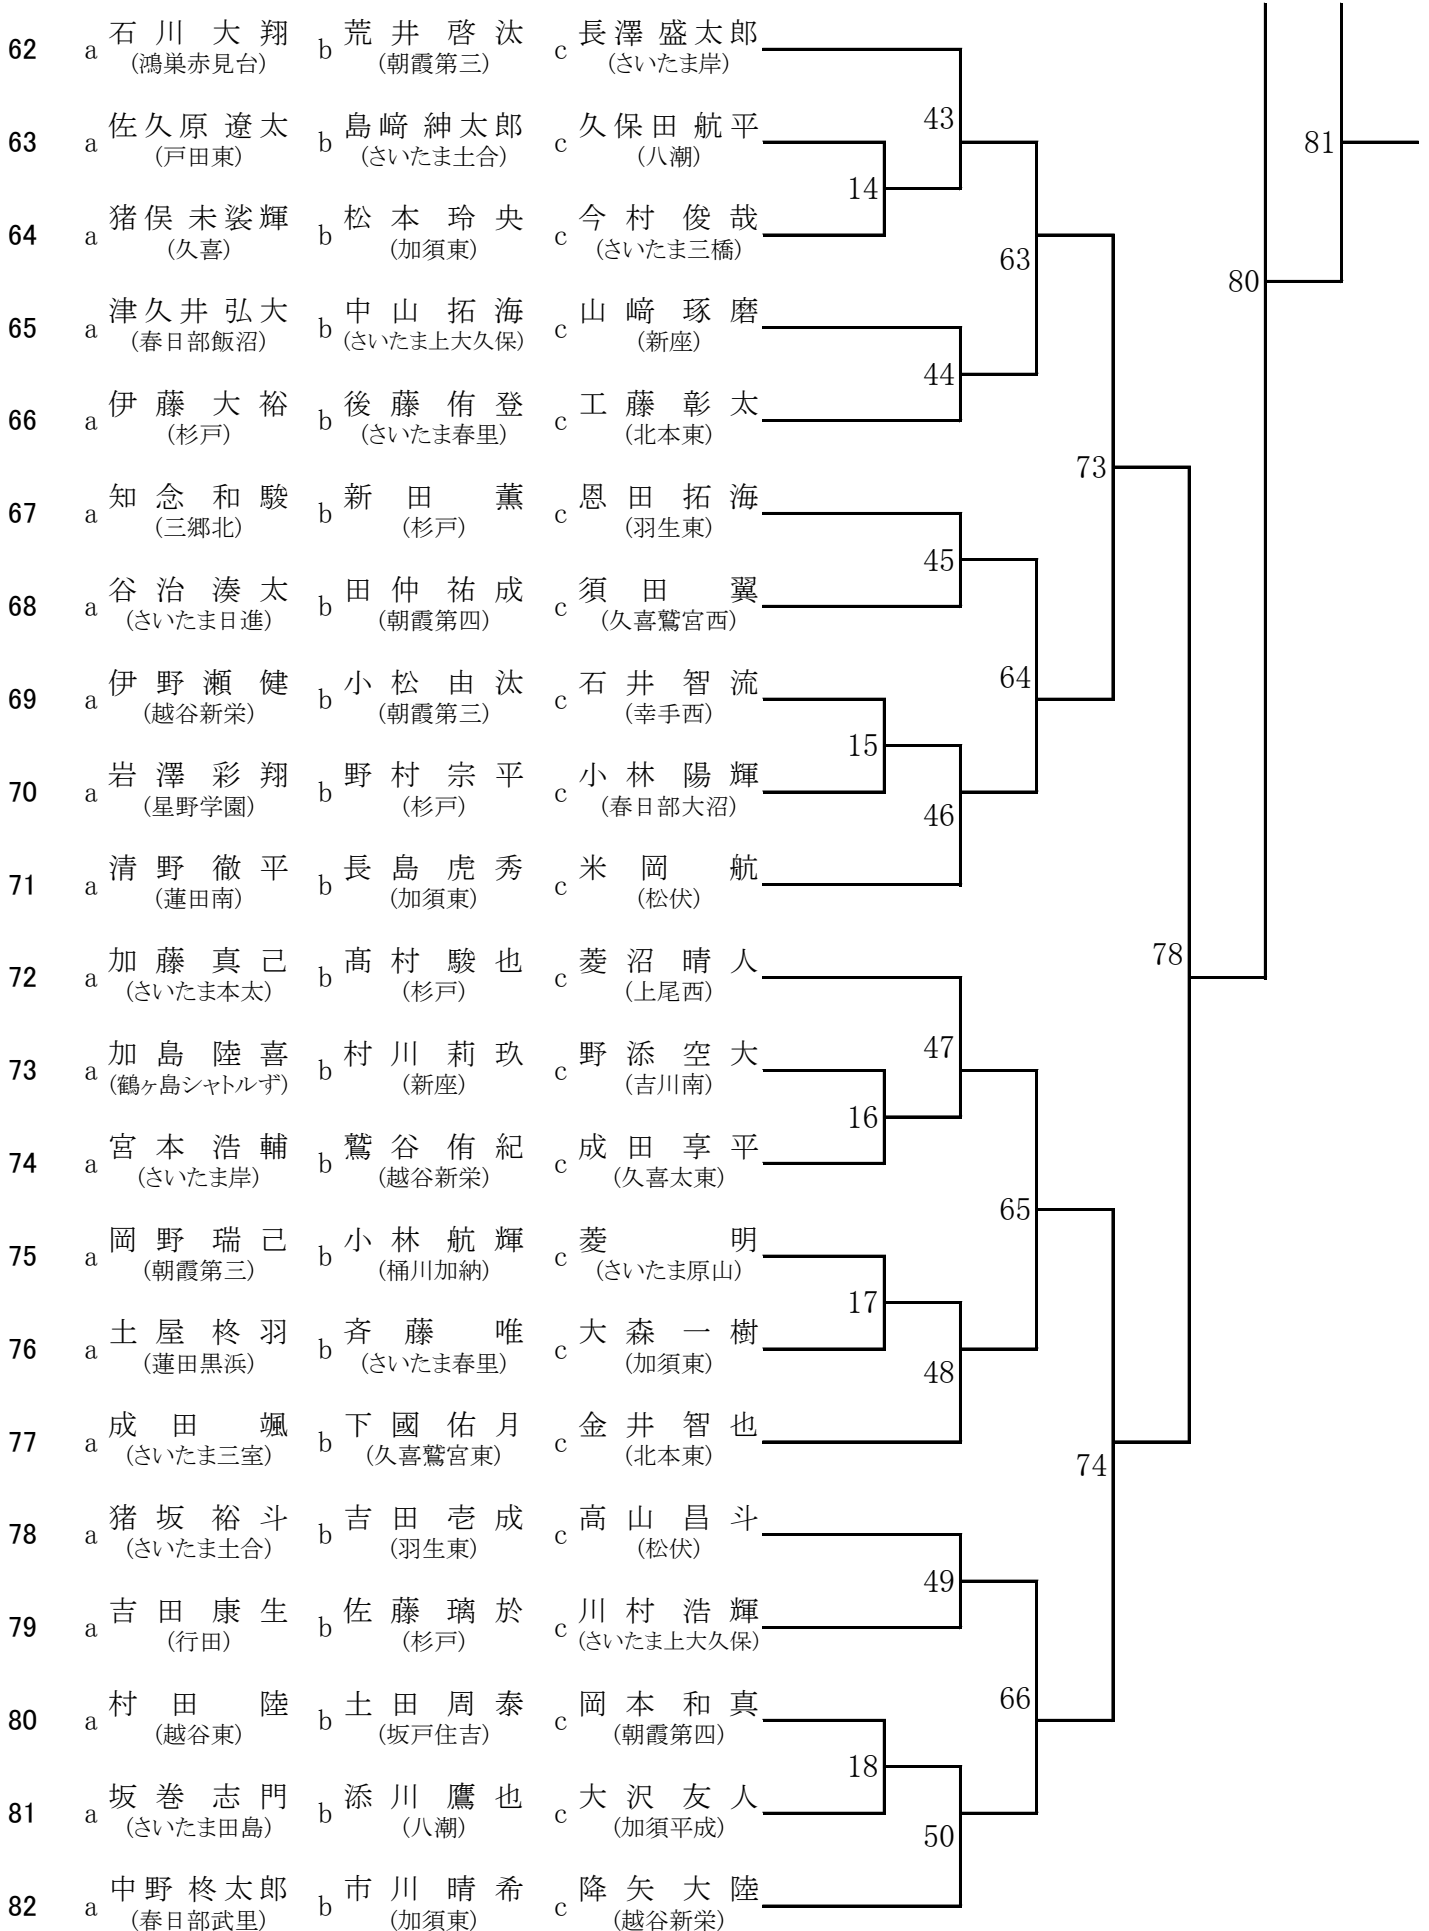 62 a 石川大翔 b 荒井啓汰 c 長澤盛太郎
(鴻巣赤見台) (朝霞第三) (さいたま岸)
43
63 a 佐久原遼太 b 島﨑紳太郎 c 久保田航平 81
(戸田東) (さいたま土合) (八潮)
14
64 a 猪俣未裟輝 b 松本玲央 c 今村俊哉
(久喜) (加須東) (さいたま三橋)
63
80
65 a 津久井弘大 b 中山拓海 c 山﨑琢磨
(春日部飯沼) (さいたま上大久保) (新座)
44
66 a 伊藤大裕 b 後藤侑登 c 工藤彰太
(杉戸) (さいたま春里) (北本東)
73
67 a 知念和駿 b 新田薫 c 恩田拓海
(三郷北) (杉戸) (羽生東)
45
68 a 谷治湊太 b 田仲祐成 c 須田翼
(さいたま日進) (朝霞第四) (久喜鷲宮西)
64
69 a 伊野瀬健 b 小松由汰 c 石井智流
(越谷新栄) (朝霞第三) (幸手西)
15
70 a 岩澤彩翔 b 野村宗平 c 小林陽輝
(星野学園) (杉戸) (春日部大沼)
46
71 a 清野徹平 b 長島虎秀 c 米岡航
(蓮田南) (加須東) (松伏)
78
72 a 加藤真己 b 髙村駿也 c 菱沼晴人
(さいたま本太) (杉戸) (上尾西)
47
73 a 加島陸喜 b 村川莉玖 c 野添空大
(鶴ヶ島シャトルず) (新座) (吉川南)
16
74 a 宮本浩輔 b 鷲谷侑紀 c 成田享平
(さいたま岸) (越谷新栄) (久喜太東)
65
75 a 岡野瑞己 b 小林航輝 c 菱明
(朝霞第三) (桶川加納) (さいたま原山)
17
76 a 土屋柊羽 b 斉藤唯 c 大森一樹
(蓮田黒浜) (さいたま春里) (加須東)
48
77 a 成田颯 b 下國佑月 c 金井智也
(さいたま三室) (久喜鷲宮東) (北本東)
74
78 a 猪坂裕斗 b 吉田壱成 c 高山昌斗
(さいたま土合) (羽生東) (松伏)
49
79 a 吉田康生 b 佐藤璃於 c 川村浩輝
(行田) (杉戸) (さいたま上大久保)
66
80 a 村田陸 b 土田周泰 c 岡本和真
(越谷東) (坂戸住吉) (朝霞第四)
18
81 a 坂巻志門 b 添川鷹也 c 大沢友人
(さいたま田島) (八潮) (加須平成)
50
82 a 中野柊太郎 b 市川晴希 c 降矢大陸
(春日部武里) (加須東) (越谷新栄)